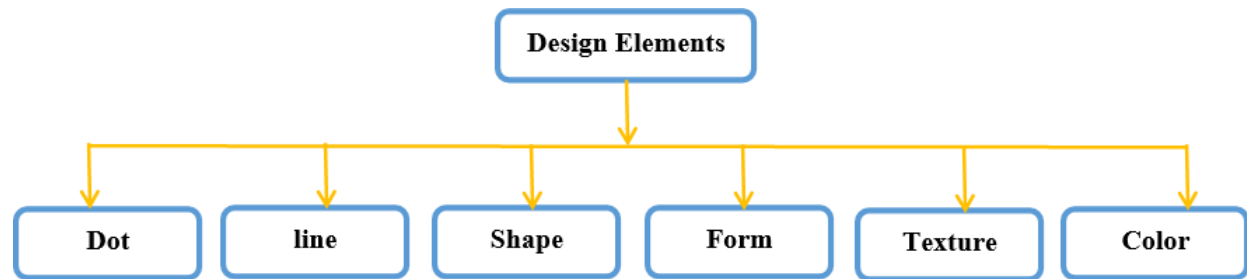 Design Elements
Dot
line
Shape
Form
Texture
Color